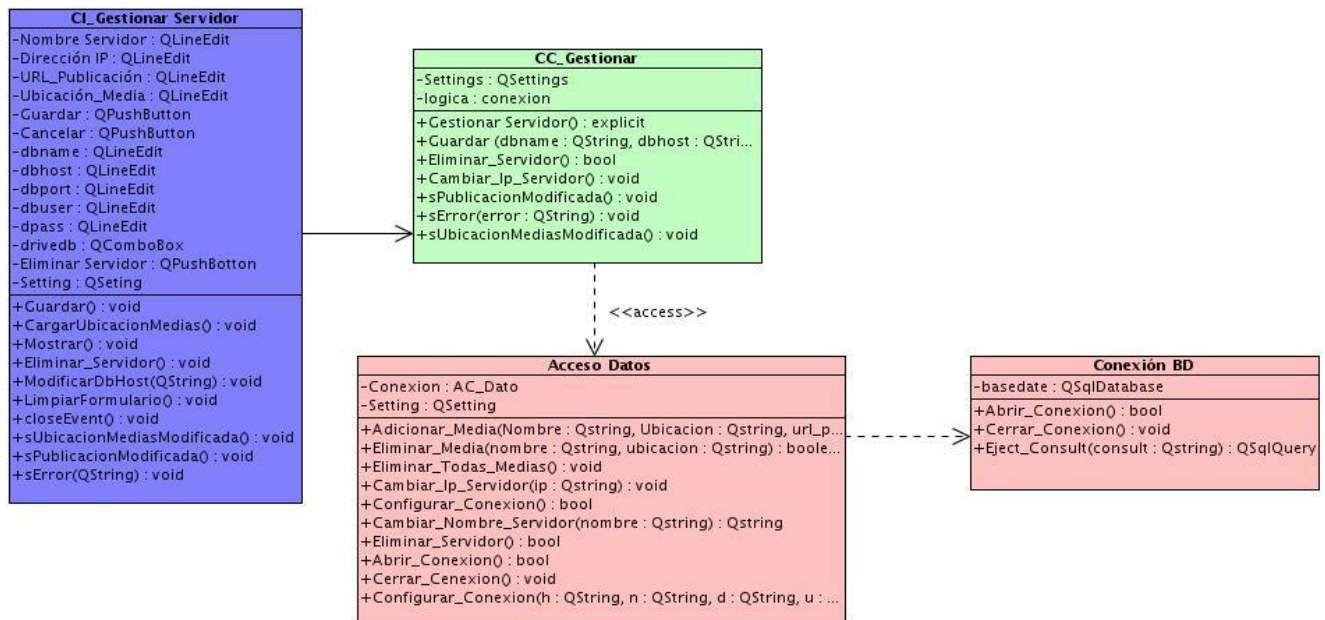 CI_Gestionar Servidor
-Nombre Servidor : QLineEdit
-Dirección IP : QLineEdit
-URL_Publicación : QLineEdit
-Ubicación_Media : QLineEdit
-Guardar : QPushButton
-Cancelar : QPushButton
-dbname : QLineEdit
-dbhost : QLineEdit
-dbport : QLineEdit
-dbuser : QLineEdit
-dpass : QLineEdit
-drivedb : QComboBox
-Eliminar Servidor : QPushBotton
-Setting : QSeting
+Guardar() : void
+CargarUbicacionMedias() : void
+Mostrar() : void
+Eliminar_Servidor() : void
+ModificarDbHost(QString) : void
+LimpiarFormulario() : void
+closeEvent() : void
+sUbicacionMediasModificada() : void
+sPublicacionModificada() : void
+sError(QString) : void
CC_Gestionar
-Settings : QSettings
-logica : conexion
+Gestionar Servidor() : explicit
+Guardar (dbname : QString, dbhost : QStri...
+Eliminar_Servidor() : bool
+Cambiar_Ip_Servidor() : void
+sPublicacionModificada() : void
+sError(error : QString) : void
+sUbicacionMediasModificada() : void
<<access>>
Acceso Datos
-Conexion : AC_Dato
-Setting : QSetting
+Adicionar_Media(Nombre : Qstring, Ubicacion : Qstring, url_p...
+Eliminar_Media(nombre : Qstring, ubicacion : Qstring) : boole...
+Eliminar_Todas_Medias() : void
+Cambiar_Ip_Servidor(ip : Qstring) : void
+Configurar_Conexion() : bool
+Cambiar_Nombre_Servidor(nombre : Qstring) : Qstring
+Eliminar_Servidor() : bool
+Abrir_Conexion() : bool
+Cerrar_Cenexion() : void
+Configurar_Conexion(h : QString, n : QString, d : QString, u : ...
Conexión BD
-basedate : QSqlDatabase
+Abrir_Conexion() : bool
+Cerrar_Conexion() : void
+Eject_Consult(consult : Qstring) : QSqlQuery